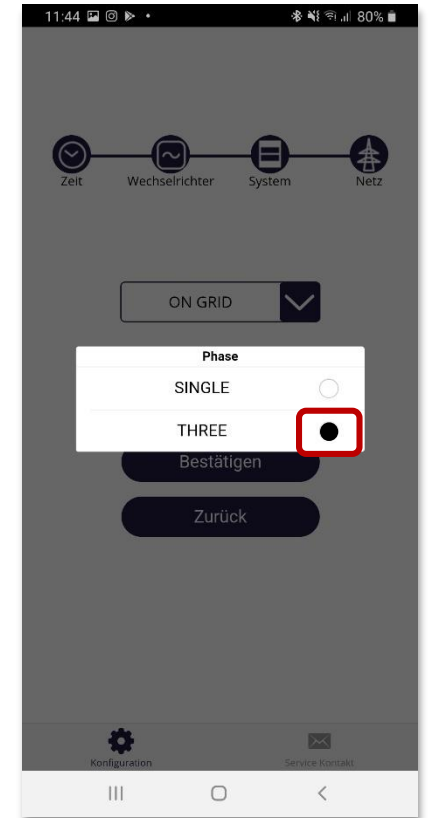 11:44 80%
Zeit Wechselrichter System Netz
ON GRID
Phase
SINGLE
THREE
Bestätigen
Zurück
Konfiguration Service Kontakt